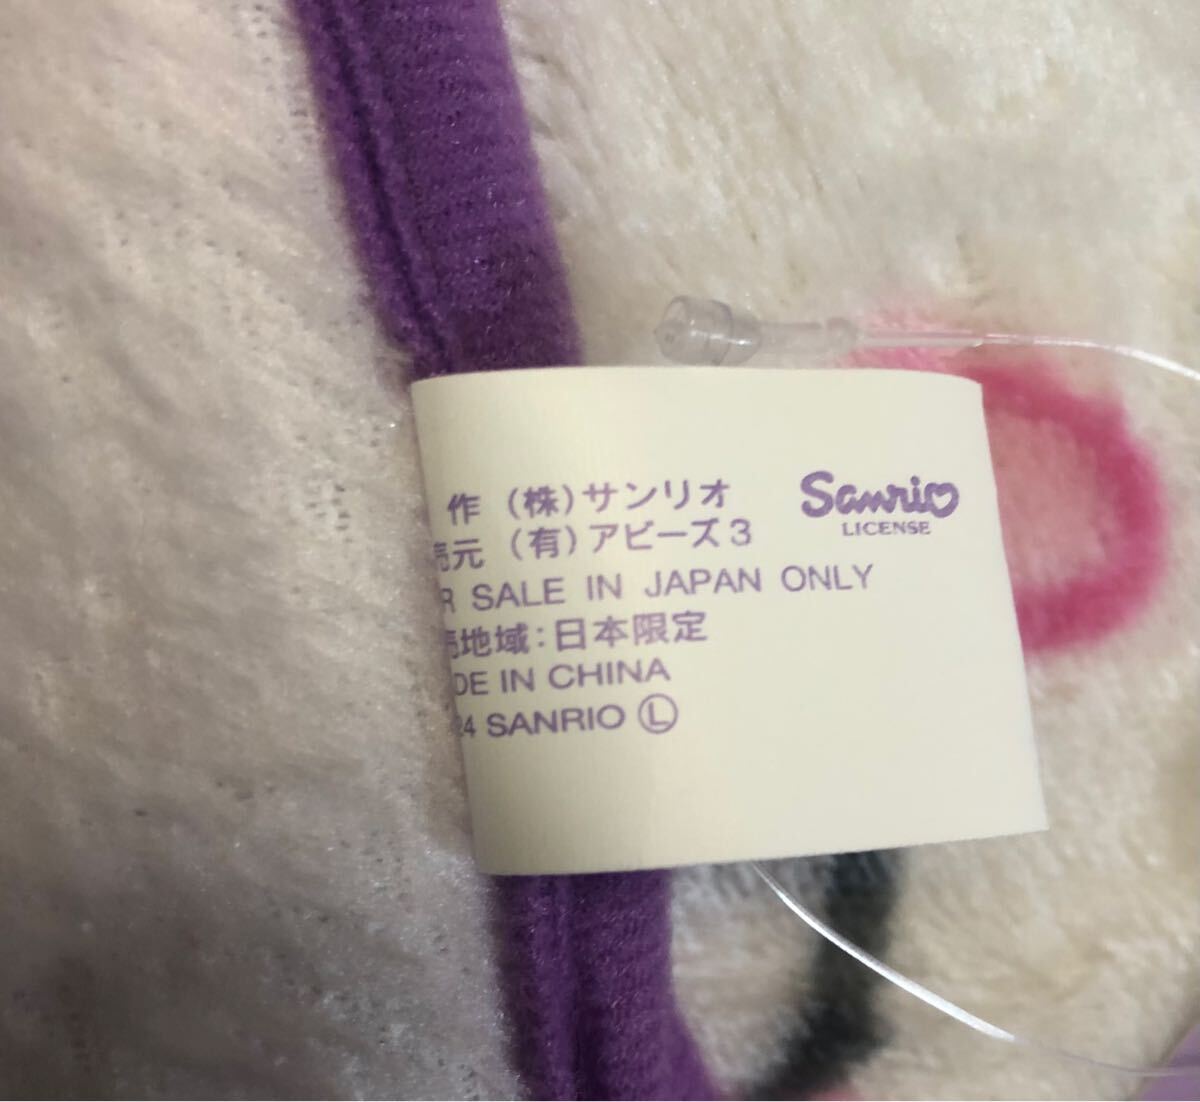 作 (株)サンリオ
Sanrio
LICENSE
売元 (有)アビーズ3
R SALE IN JAPAN ONLY
売地域:日本限定
DE IN CHINA
24 SANRIO Ⓛ